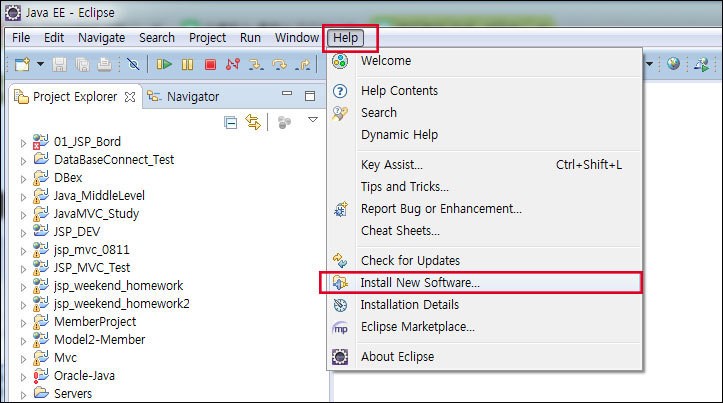 Java EE - Eclipse
File Edit Navigate Search Project Run Window Help
Project Explorer Navigator
01_JSP_Bord
DataBaseConnect_Test
DBex
Java_MiddleLevel
JavaMVC_Study
JSP_DEV
jsp_mvc_0811
JSP_MVC_Test
jsp_weekend_homework
jsp_weekend_homework2
MemberProject
Model2-Member
Mvc
Oracle-Java
Servers
Welcome
Help Contents
Search
Dynamic Help
Key Assist... Ctrl+Shift+L
Tips and Tricks...
Report Bug or Enhancement...
Cheat Sheets...
Check for Updates
Install New Software...
Installation Details
Eclipse Marketplace...
About Eclipse